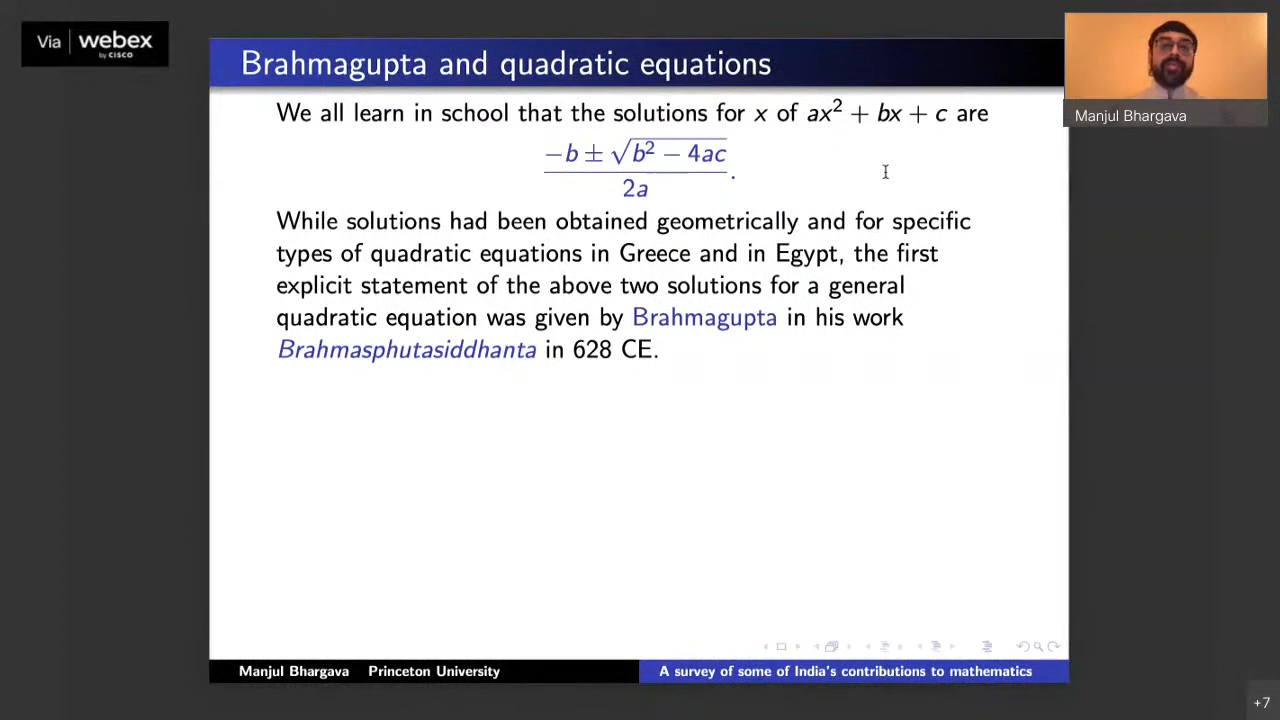 Via webex
by CISCO
Manjul Bhargava
Brahmagupta and quadratic equations
We all learn in school that the solutions for x of ax² + bx + c are
−b ± √b² − 4ac
2a .
While solutions had been obtained geometrically and for specific
types of quadratic equations in Greece and in Egypt, the first
explicit statement of the above two solutions for a general
quadratic equation was given by Brahmagupta in his work
Brahmasphutasiddhanta in 628 CE.
Manjul Bhargava Princeton University
A survey of some of India's contributions to mathematics
+7